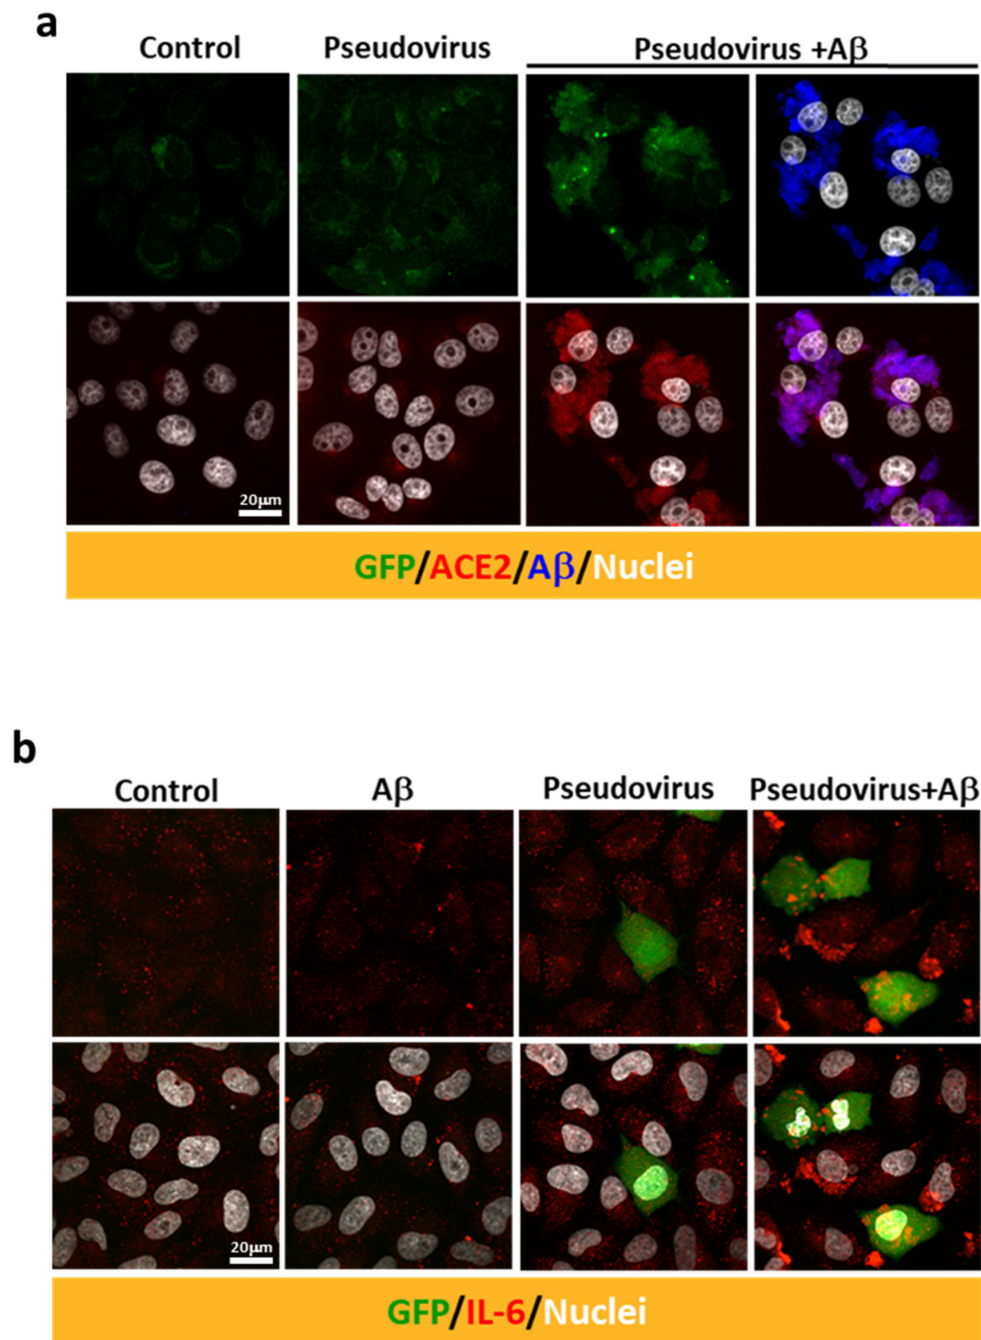 a
Control Pseudovirus Pseudovirus +Aβ
20μm
GFP/ACE2/Aβ/Nuclei
b
Control Aβ Pseudovirus Pseudovirus+Aβ
20μm
GFP/IL-6/Nuclei